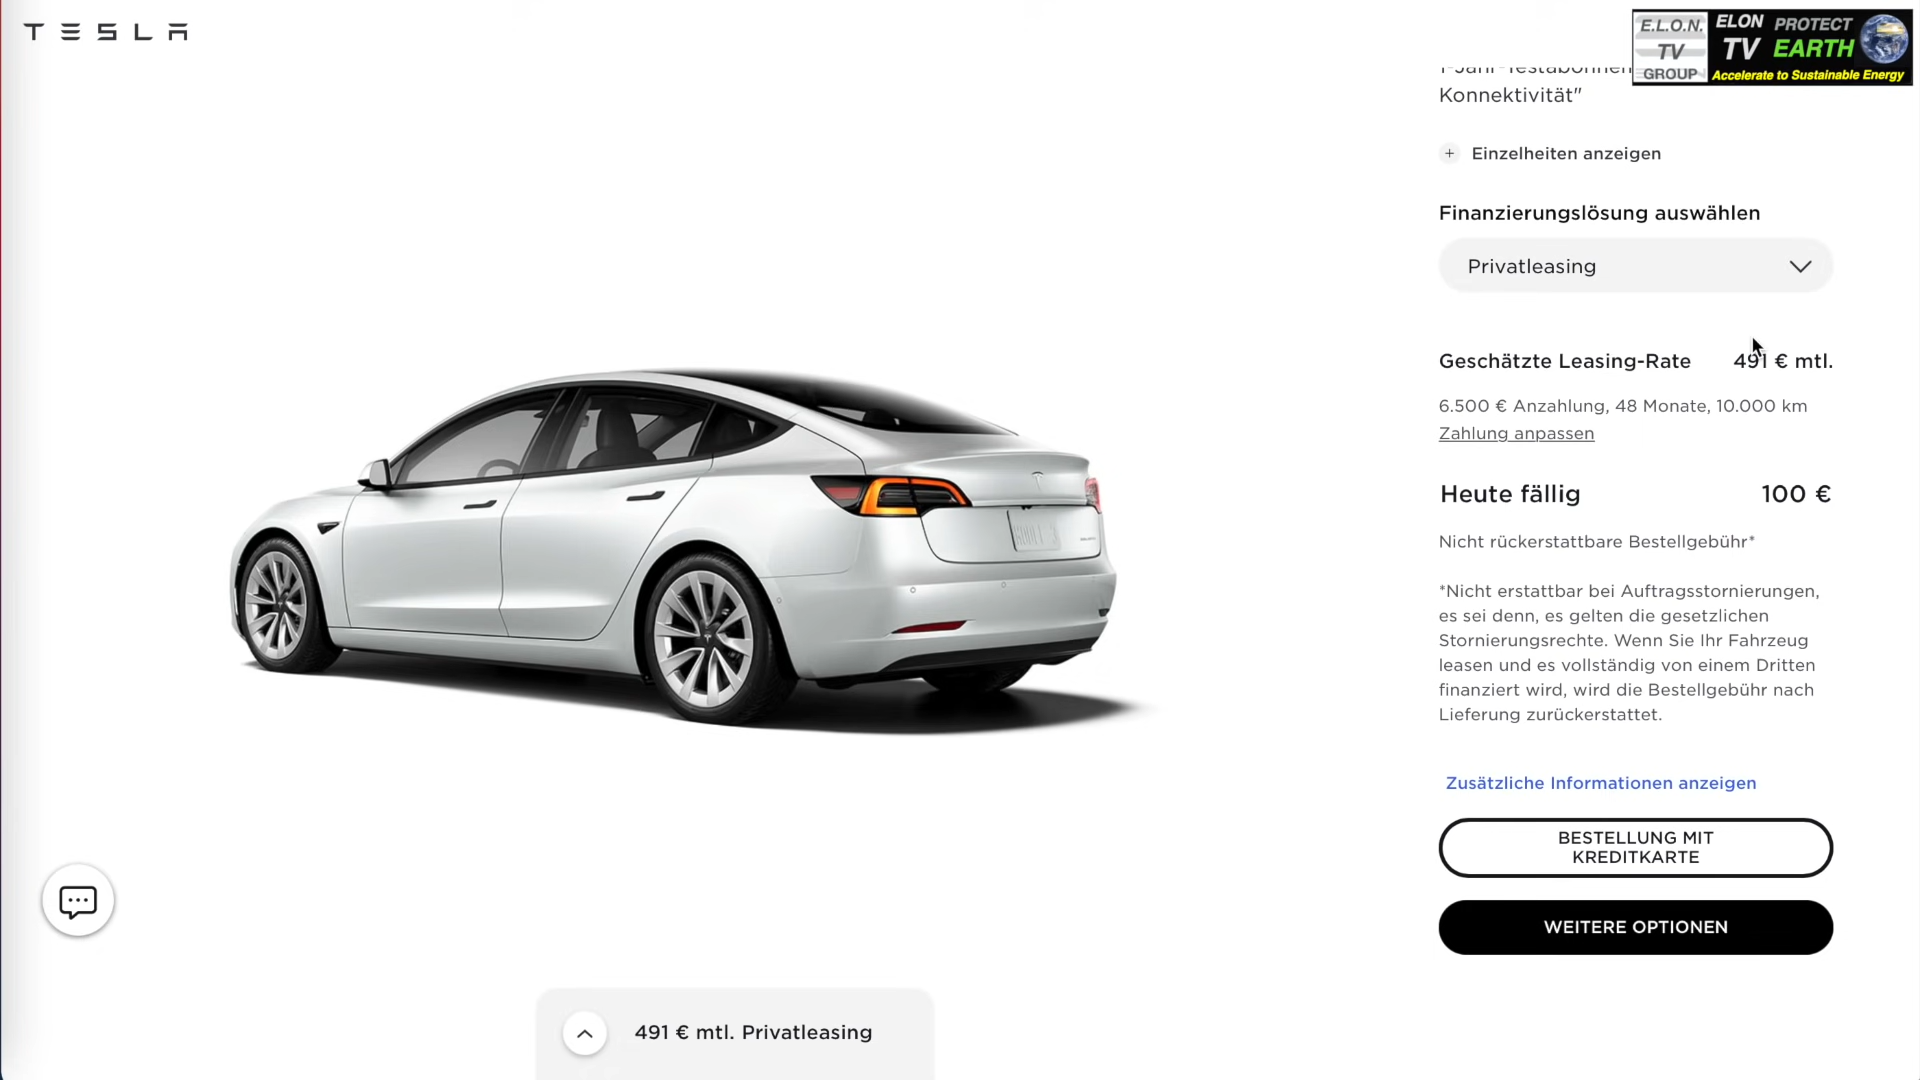 TESLA
E.L.O.N.
TV
GROUP
ELON PROTECT
TV EARTH
Accelerate to Sustainable Energy
Konnektivität"
+ Einzelheiten anzeigen
Finanzierungslösung auswählen
Privatleasing
Geschätzte Leasing-Rate 491 € mtl.
6.500 € Anzahlung, 48 Monate, 10.000 km
Zahlung anpassen
Heute fällig 100 €
Nicht rückerstattbare Bestellgebühr*
*Nicht erstattbar bei Auftragsstornierungen,
es sei denn, es gelten die gesetzlichen
Stornierungsrechte. Wenn Sie Ihr Fahrzeug
leasen und es vollständig von einem Dritten
finanziert wird, wird die Bestellgebühr nach
Lieferung zurückerstattet.
Zusätzliche Informationen anzeigen
BESTELLUNG MIT
KREDITKARTE
WEITERE OPTIONEN
491 € mtl. Privatleasing